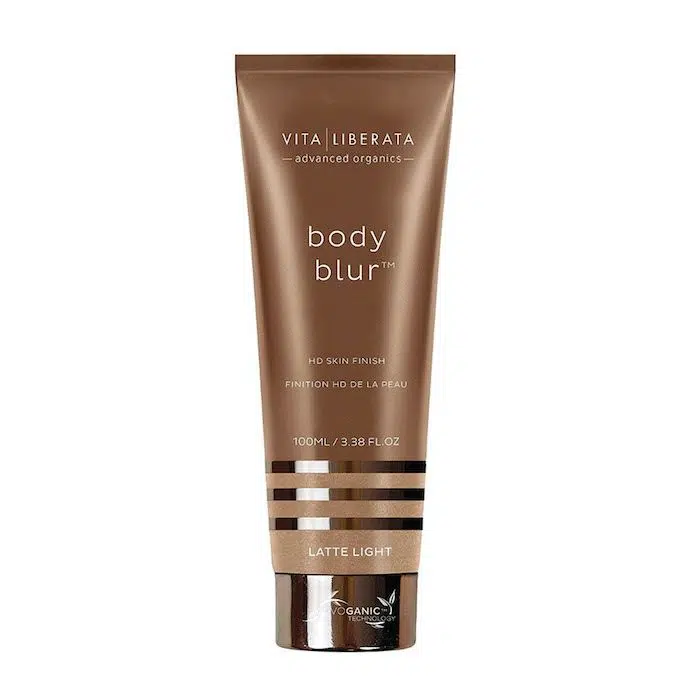 VITA LIBERATA
advanced organics
body
blur™
HD SKIN FINISH
FINITION HD DE LA PEAU
100ML / 3.38 FL.OZ
LATTE LIGHT
VOGANIC™
TECHNOLOGY